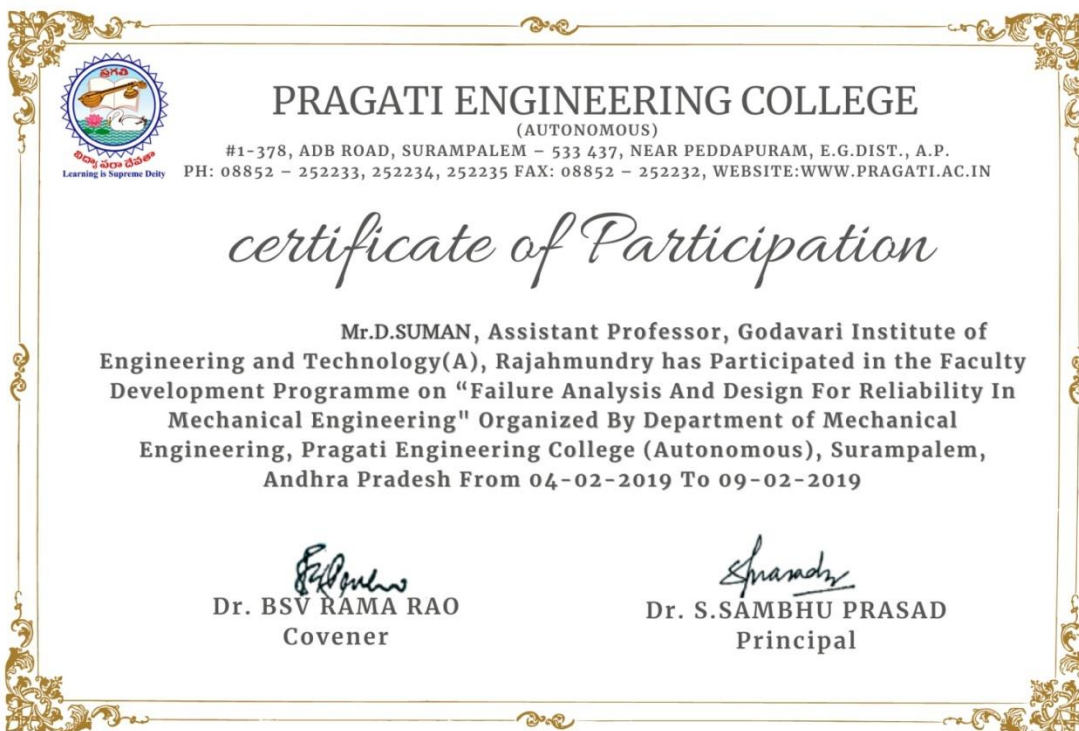 ప్రగతి
విద్యా పరా దేవతా
Learning is Supreme Deity
PRAGATI ENGINEERING COLLEGE
(AUTONOMOUS)
#1-378, ADB ROAD, SURAMPALEM – 533 437, NEAR PEDDAPURAM, E.G.DIST., A.P.
PH: 08852 – 252233, 252234, 252235 FAX: 08852 – 252232, WEBSITE:WWW.PRAGATI.AC.IN
certificate of Participation
Mr.D.SUMAN, Assistant Professor, Godavari Institute of
Engineering and Technology(A), Rajahmundry has Participated in the Faculty
Development Programme on “Failure Analysis And Design For Reliability In
Mechanical Engineering" Organized By Department of Mechanical
Engineering, Pragati Engineering College (Autonomous), Surampalem,
Andhra Pradesh From 04-02-2019 To 09-02-2019
Dr. BSV RAMA RAO
Covener
Dr. S.SAMBHU PRASAD
Principal